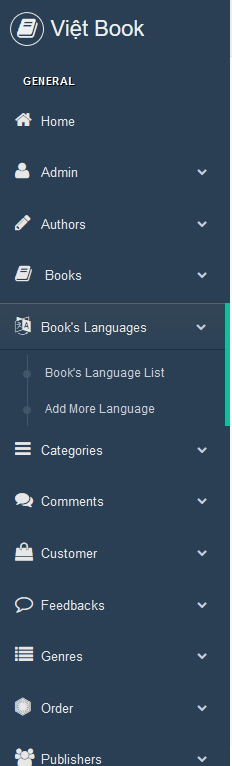 Việt Book
GENERAL
Home
Admin
Authors
Books
Book's Languages
Book's Language List
Add More Language
Categories
Comments
Customer
Feedbacks
Genres
Order
Publishers